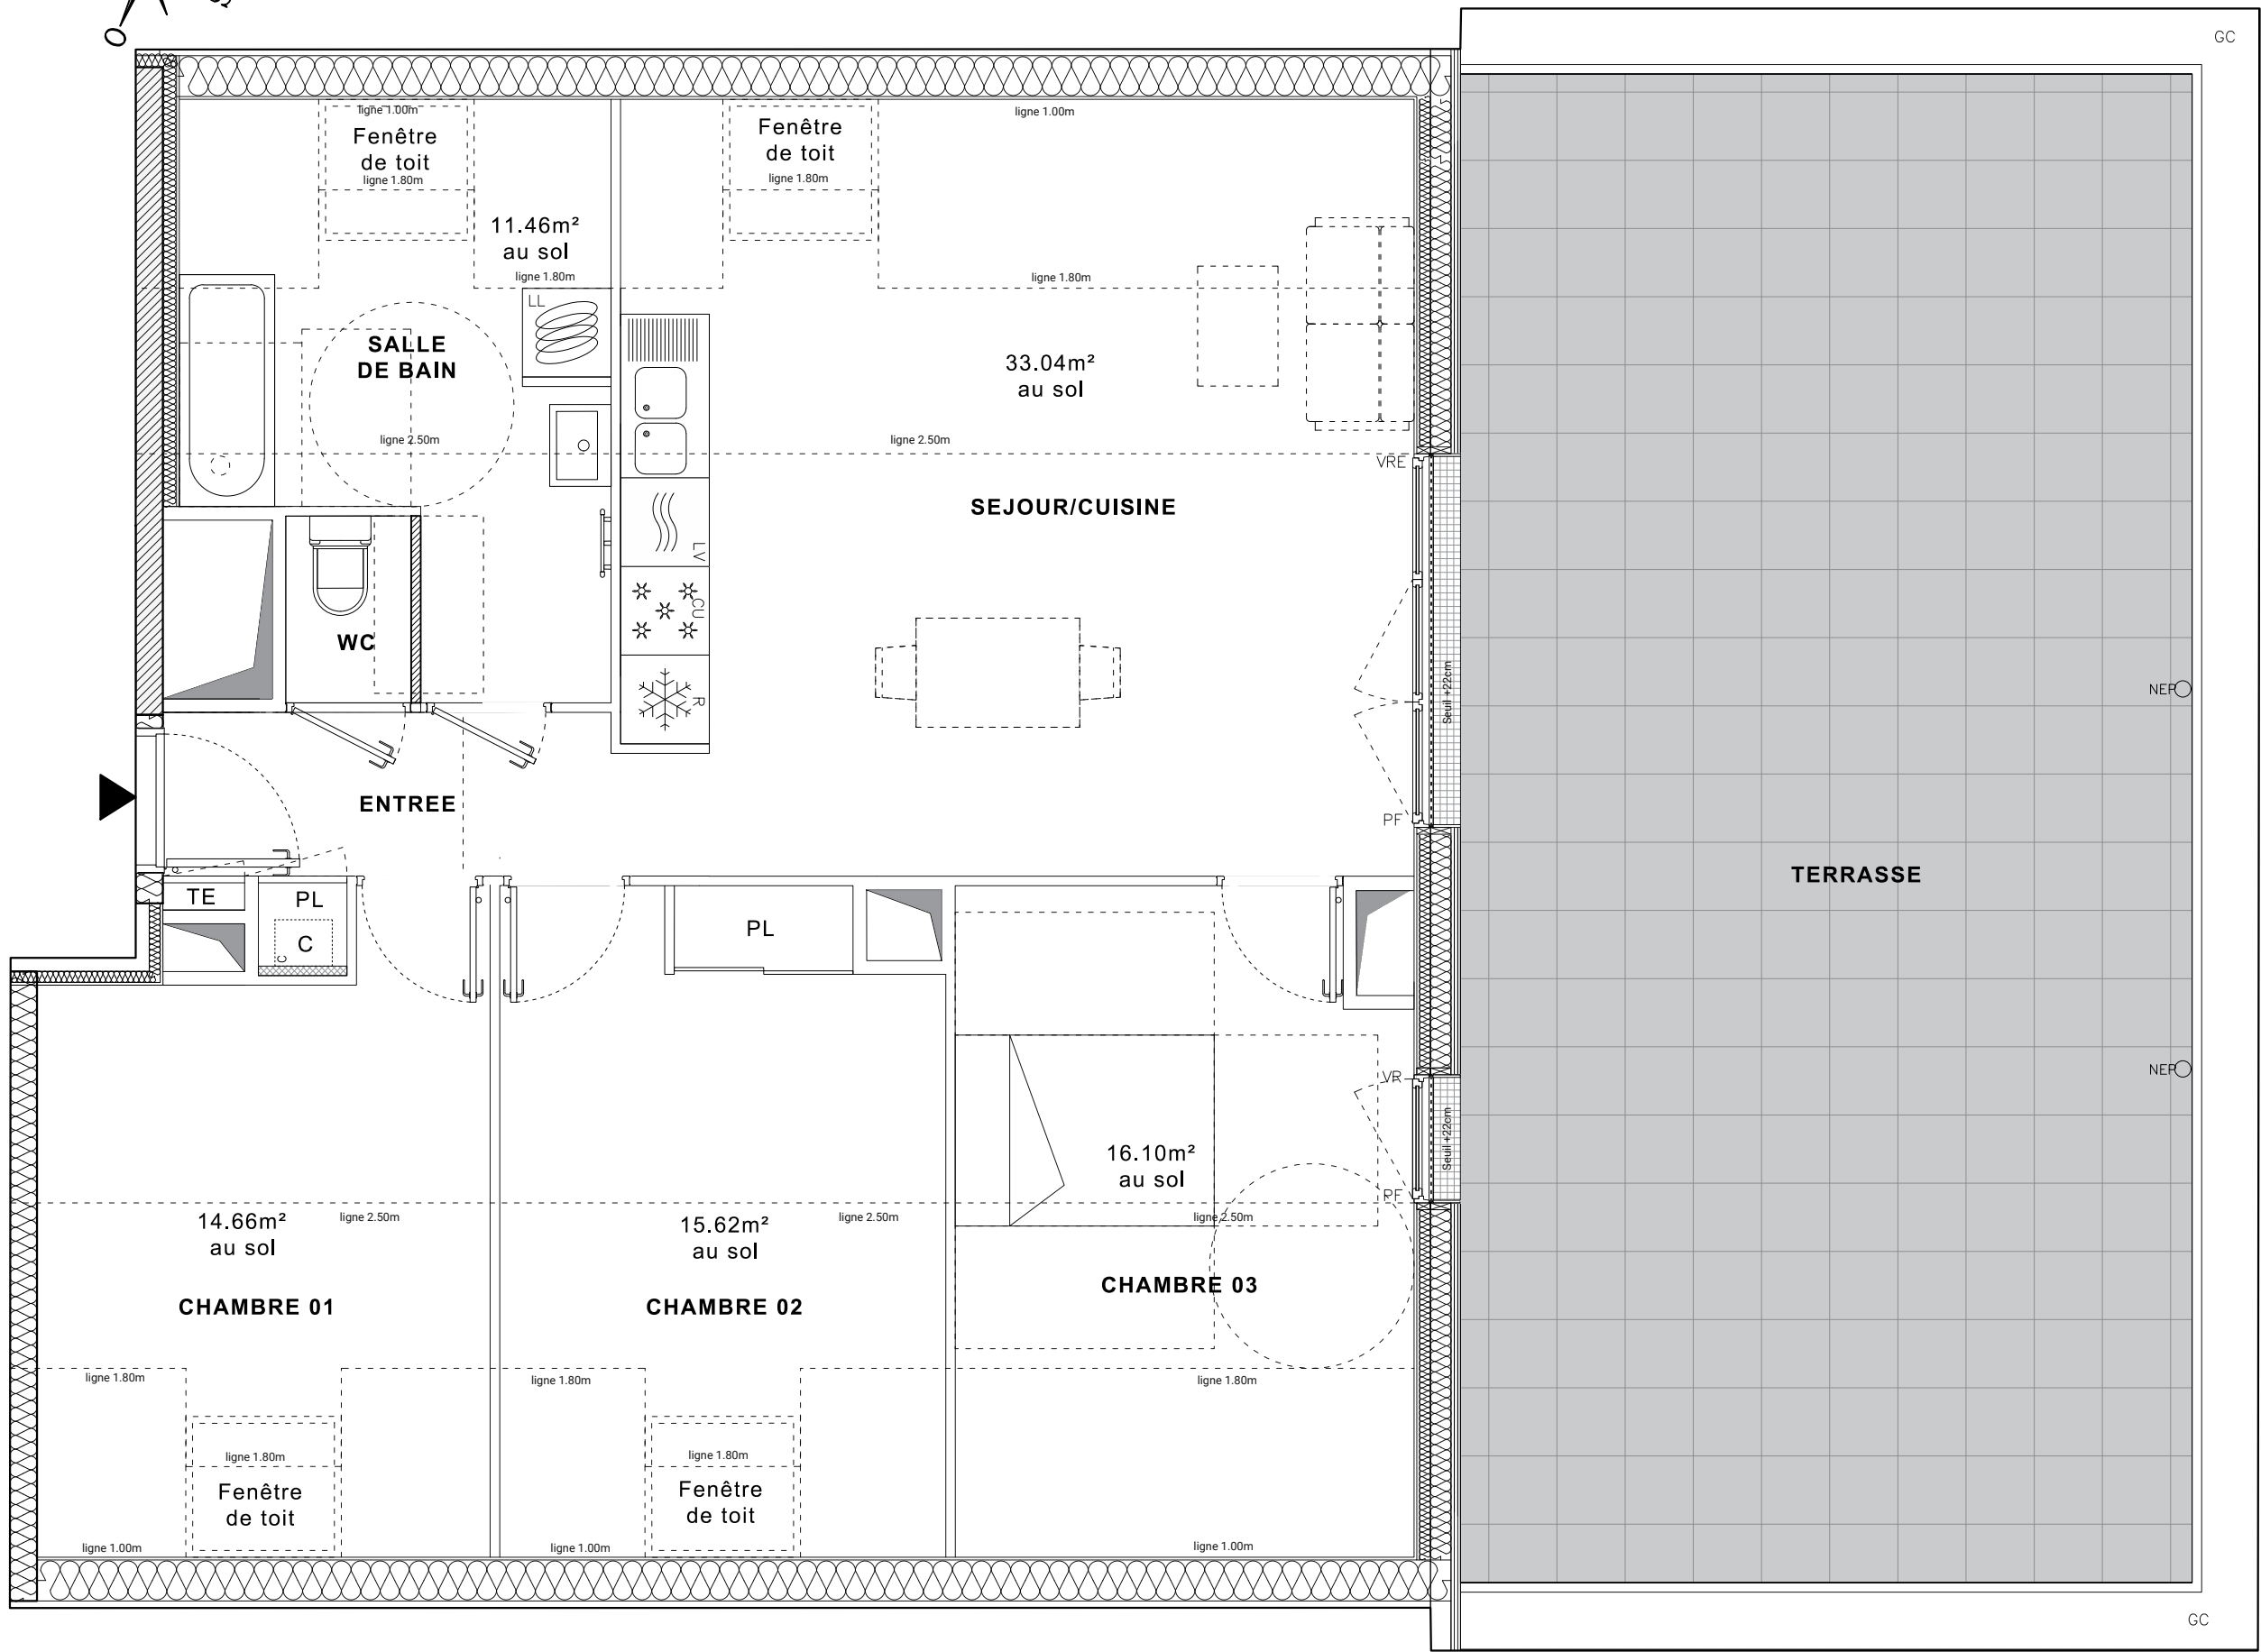 O
GC
ligne 1.00m
Fenêtre
de toit
ligne 1.80m
Fenêtre
de toit
ligne 1.80m
ligne 1.00m
11.46m²
au sol
ligne 1.80m
ligne 1.80m
LL
SALLE
DE BAIN
33.04m²
au sol
ligne 2.50m
ligne 2.50m
VRE
SEJOUR/CUISINE
LV
CU
WC
R
Seuil +22cm
NEP
ENTREE
PF
TERRASSE
TE
PL
C
C
PL
VR
NEP
Seuil +22cm
16.10m²
au sol
PF
14.66m²
au sol
ligne 2.50m
15.62m²
au sol
ligne 2.50m
ligne 2.50m
CHAMBRE 01
CHAMBRE 02
CHAMBRE 03
ligne 1.80m
ligne 1.80m
ligne 1.80m
ligne 1.80m
Fenêtre
de toit
ligne 1.80m
Fenêtre
de toit
ligne 1.00m
ligne 1.00m
ligne 1.00m
GC